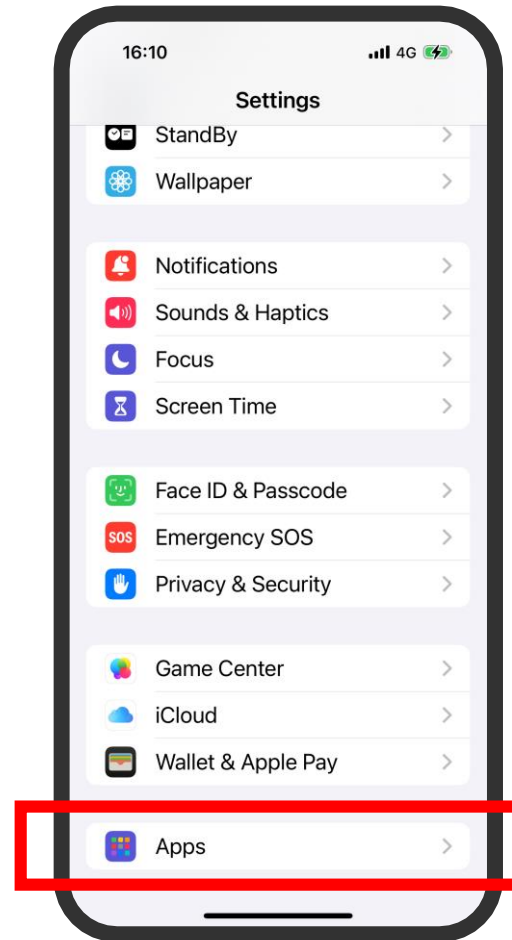 16:10 4G
Settings
StandBy
Wallpaper
Notifications
Sounds & Haptics
Focus
Screen Time
Face ID & Passcode
SOS Emergency SOS
Privacy & Security
Game Center
iCloud
Wallet & Apple Pay
Apps